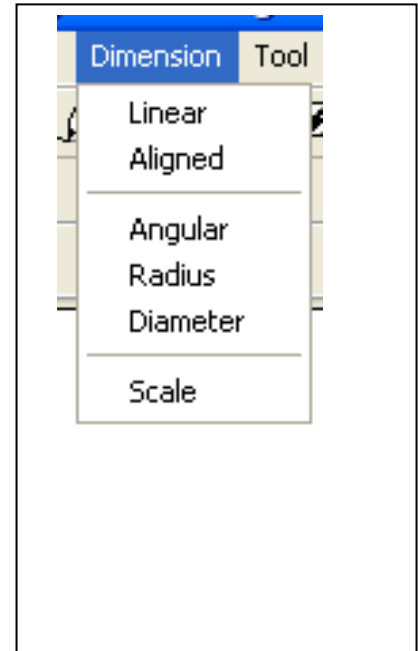 Dimension Tool
Linear
Aligned
Angular
Radius
Diameter
Scale